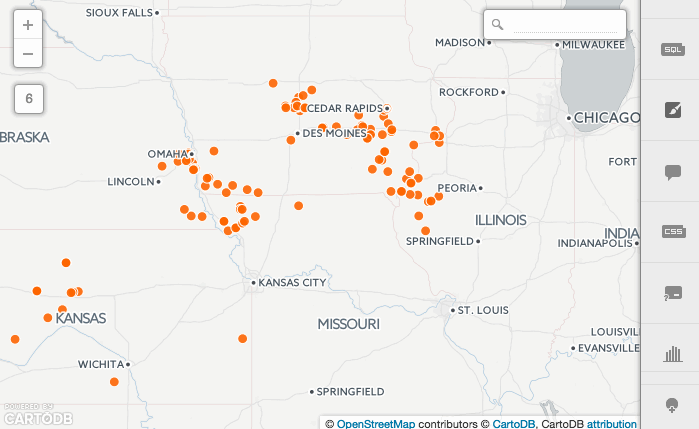 SIOUX FALLS
+
−
6
MADISON
MILWAUKEE
SQL
ROCKFORD
CEDAR RAPIDS
CHICAGO
BRASKA
DES MOINES
OMAHA
FORT
LINCOLN
PEORIA
ILLINOIS
CSS
INDIA
SPRINGFIELD
INDIANAPOLIS
KANSAS CITY
?
ST. LOUIS
KANSAS
MISSOURI
LOUISVIL
EVANSVILLE
WICHITA
SPRINGFIELD
POWERED BY
CARTODB
© OpenStreetMap contributors © CartoDB, CartoDB attribution